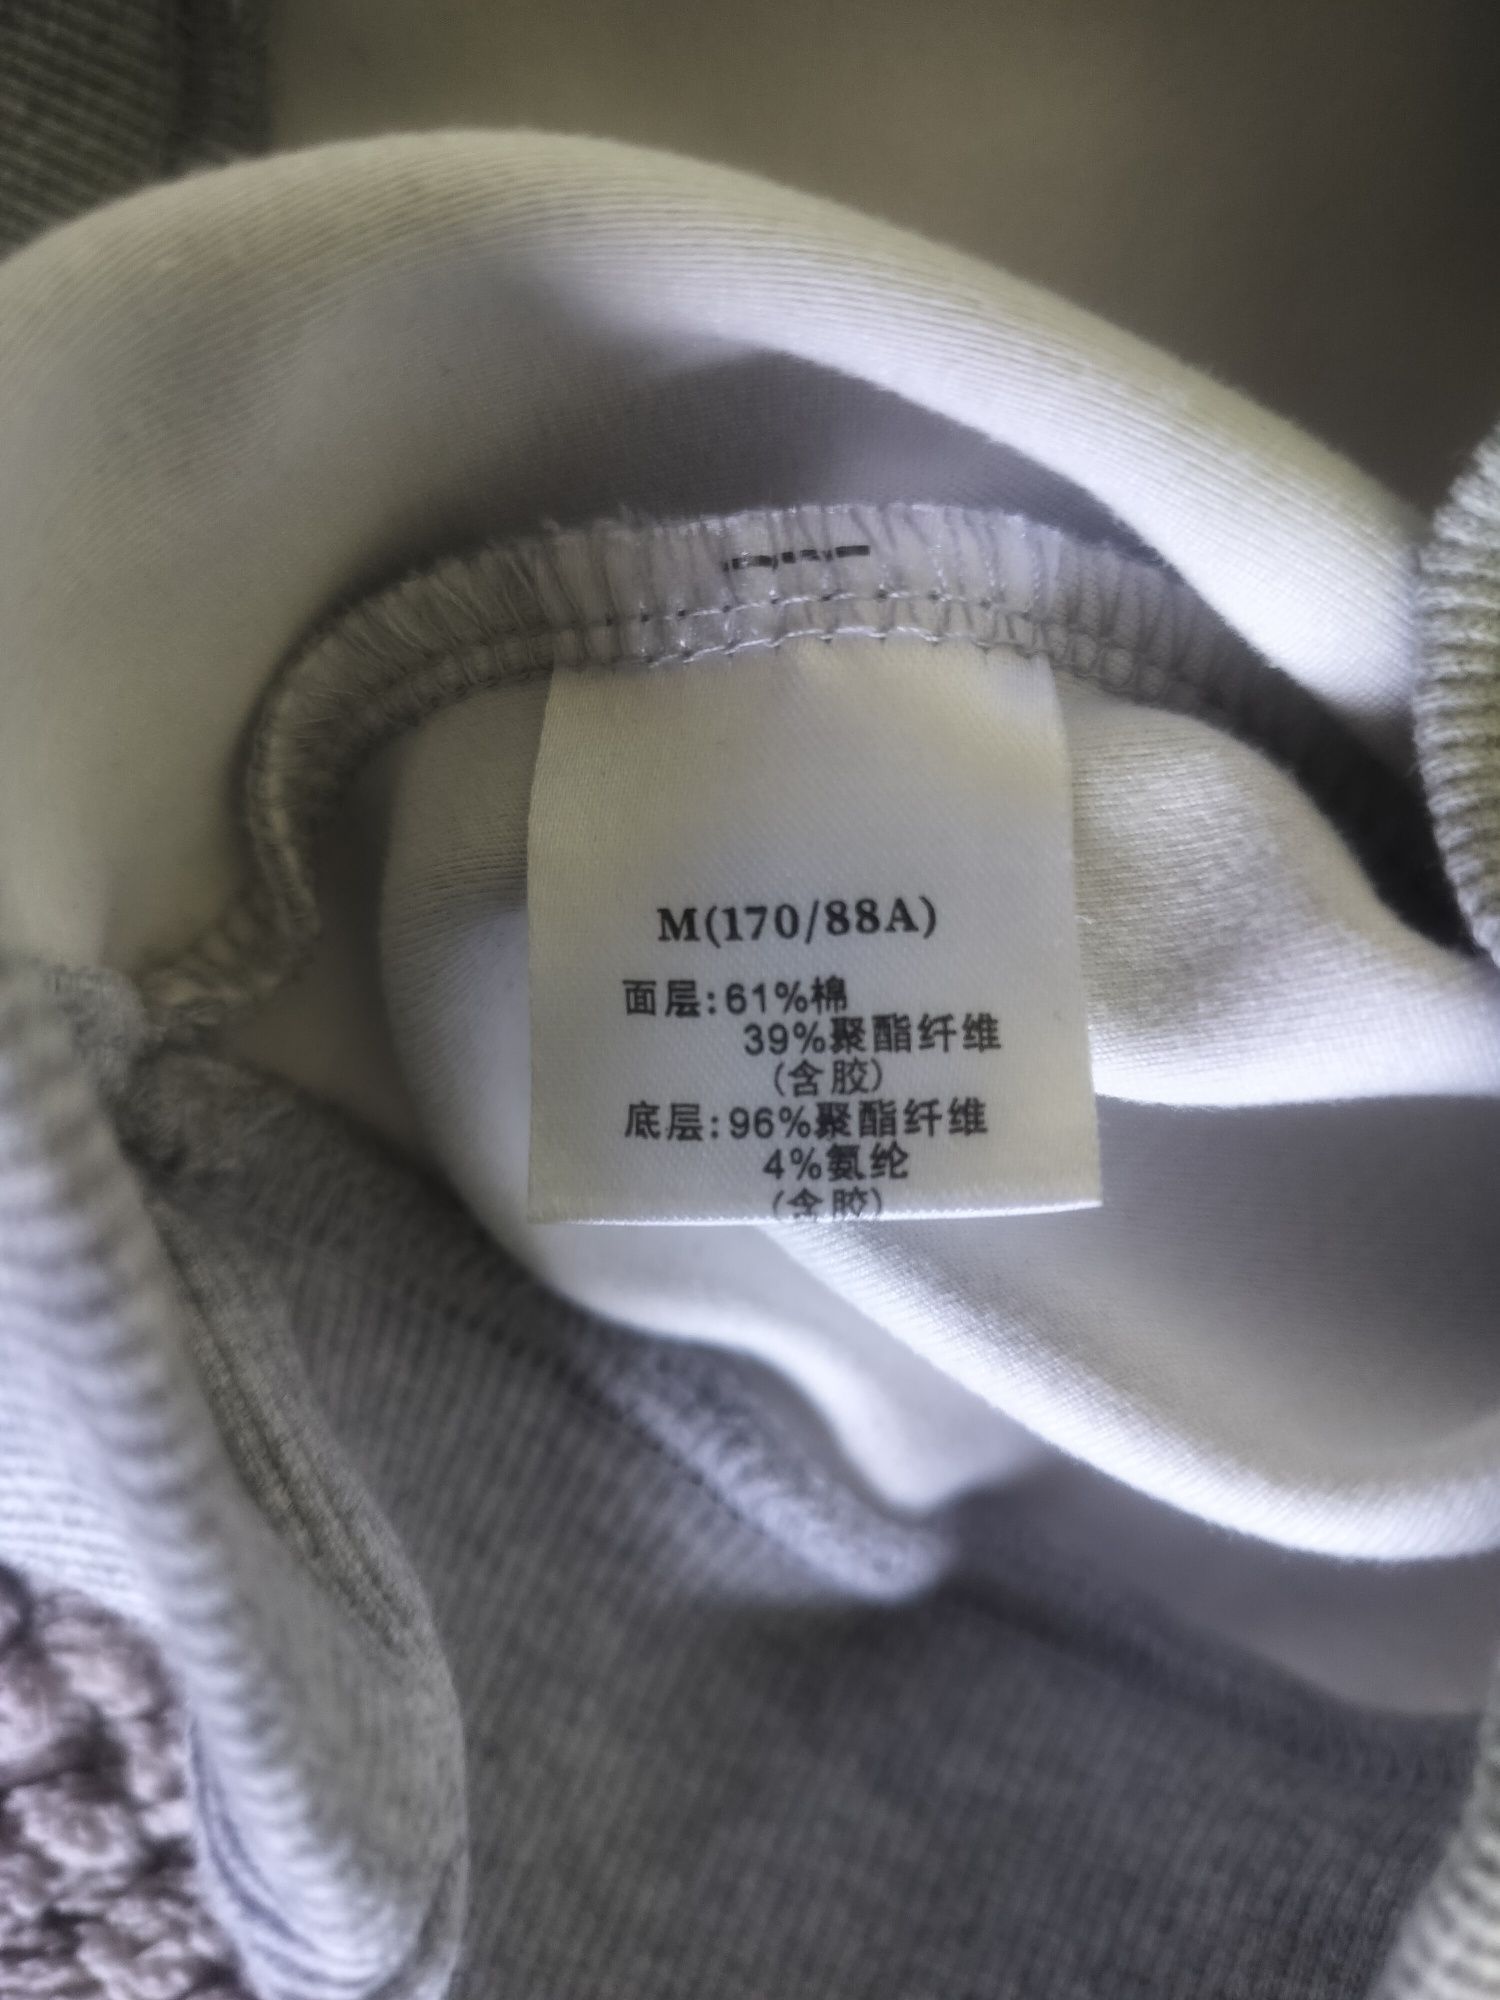 M(170/88A)
面层:61%棉
39%聚酯纤维
(含胶)
底层:96%聚酯纤维
4%氨纶
(含胶)